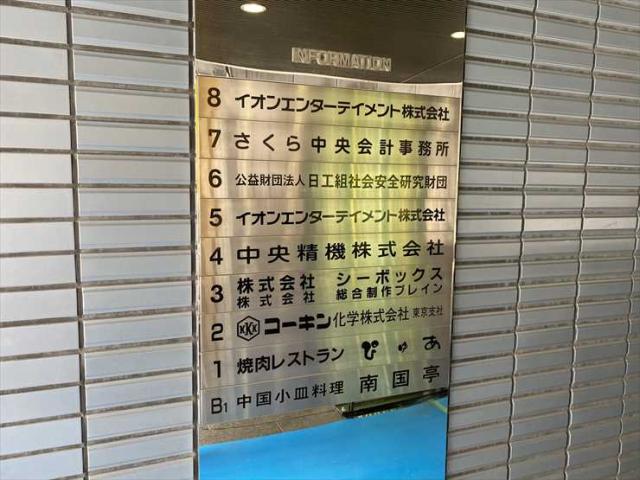 INFORMATION
8 イオンエンターテイメント株式会社
7 さくら中央会計事務所
6 公益財団法人 日工組社会安全研究財団
5 イオンエンターテイメント株式会社
4 中央精機株式会社
3 株式会社 シーボックス
株式会社 総合制作ブレイン
2 KKK コーキン化学株式会社 東京支社
1 焼肉レストラン ぴゅあ
B1 中国小皿料理 南国亭